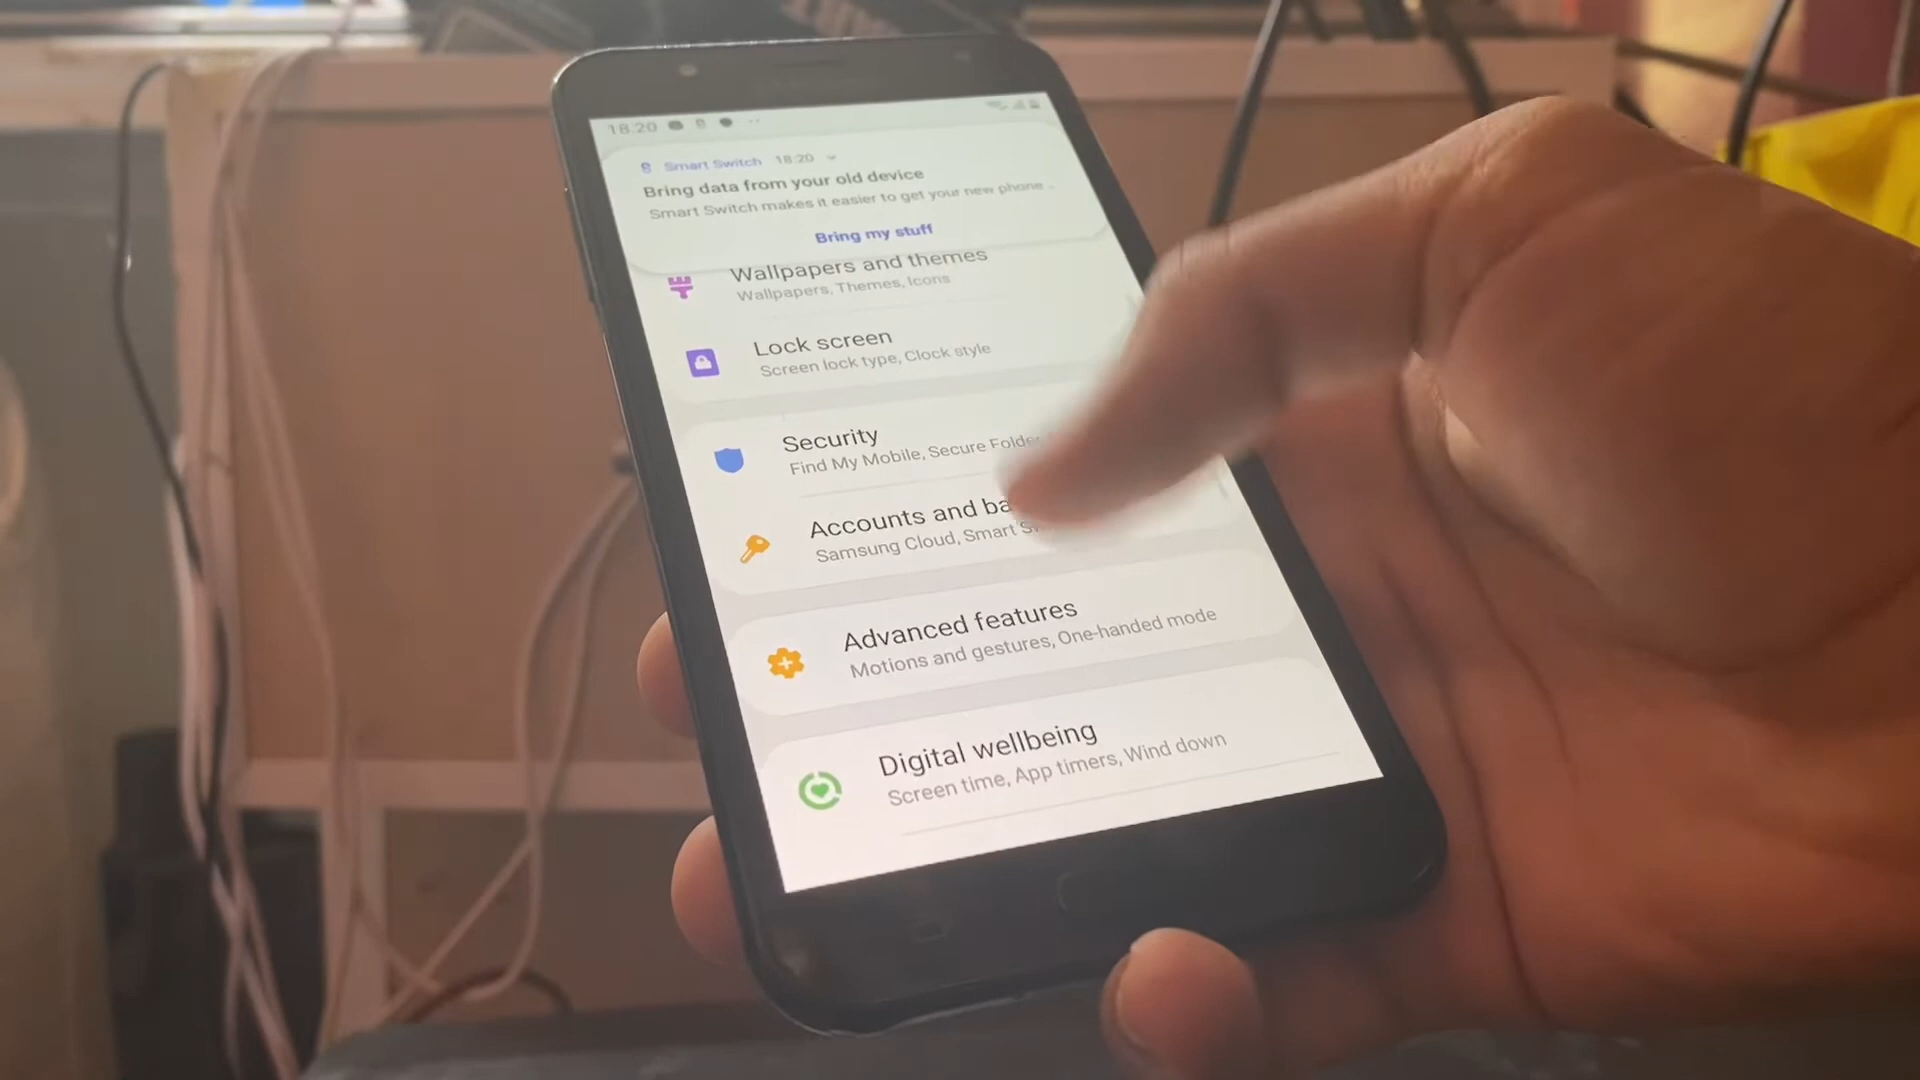 18.20
Smart Switch 18:20
Bring data from your old device
Smart Switch makes it easier to get your new phone
Bring my stuff
Wallpapers and themes
Wallpapers, Themes, Icons
Lock screen
Screen lock type, Clock style
Security
Find My Mobile, Secure Folder
Accounts and ba
Samsung Cloud, Smart S
Advanced features
Motions and gestures, One-handed mode
Digital wellbeing
Screen time, App timers, Wind down